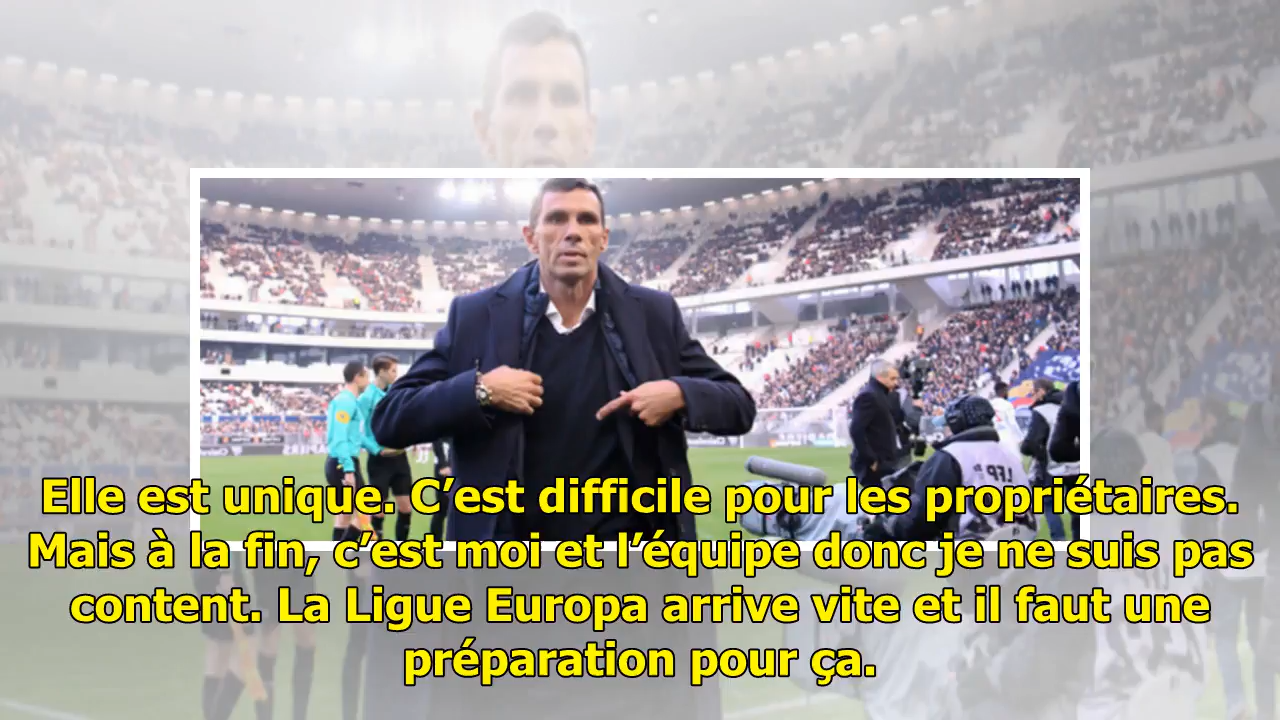 Elle est unique. C’est difficile pour les propriétaires.
Mais à la fin, c’est moi et l’équipe donc je ne suis pas
content. La Ligue Europa arrive vite et il faut une
préparation pour ça.